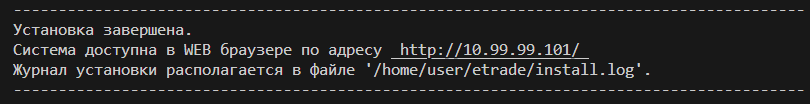 --------------------------------------------------------------------------------
Установка завершена.
Система доступна в WEB браузере по адресу  http://10.99.99.101/
Журнал установки располагается в файле '/home/user/etrade/install.log'.
--------------------------------------------------------------------------------